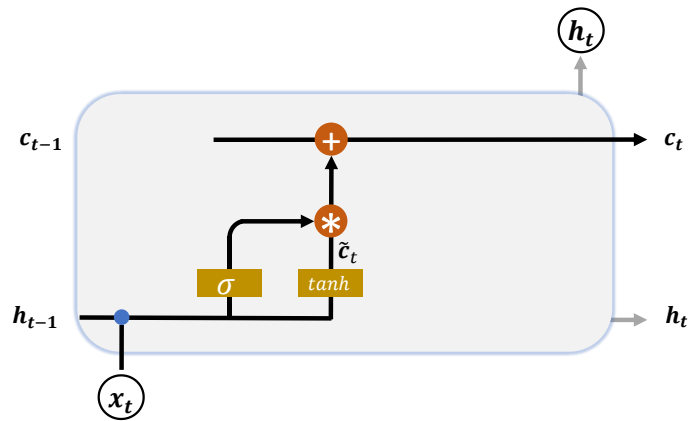 hₜ
cₜ₋₁
+
cₜ
*
c̃ₜ
σ
tanh
hₜ₋₁
hₜ
xₜ